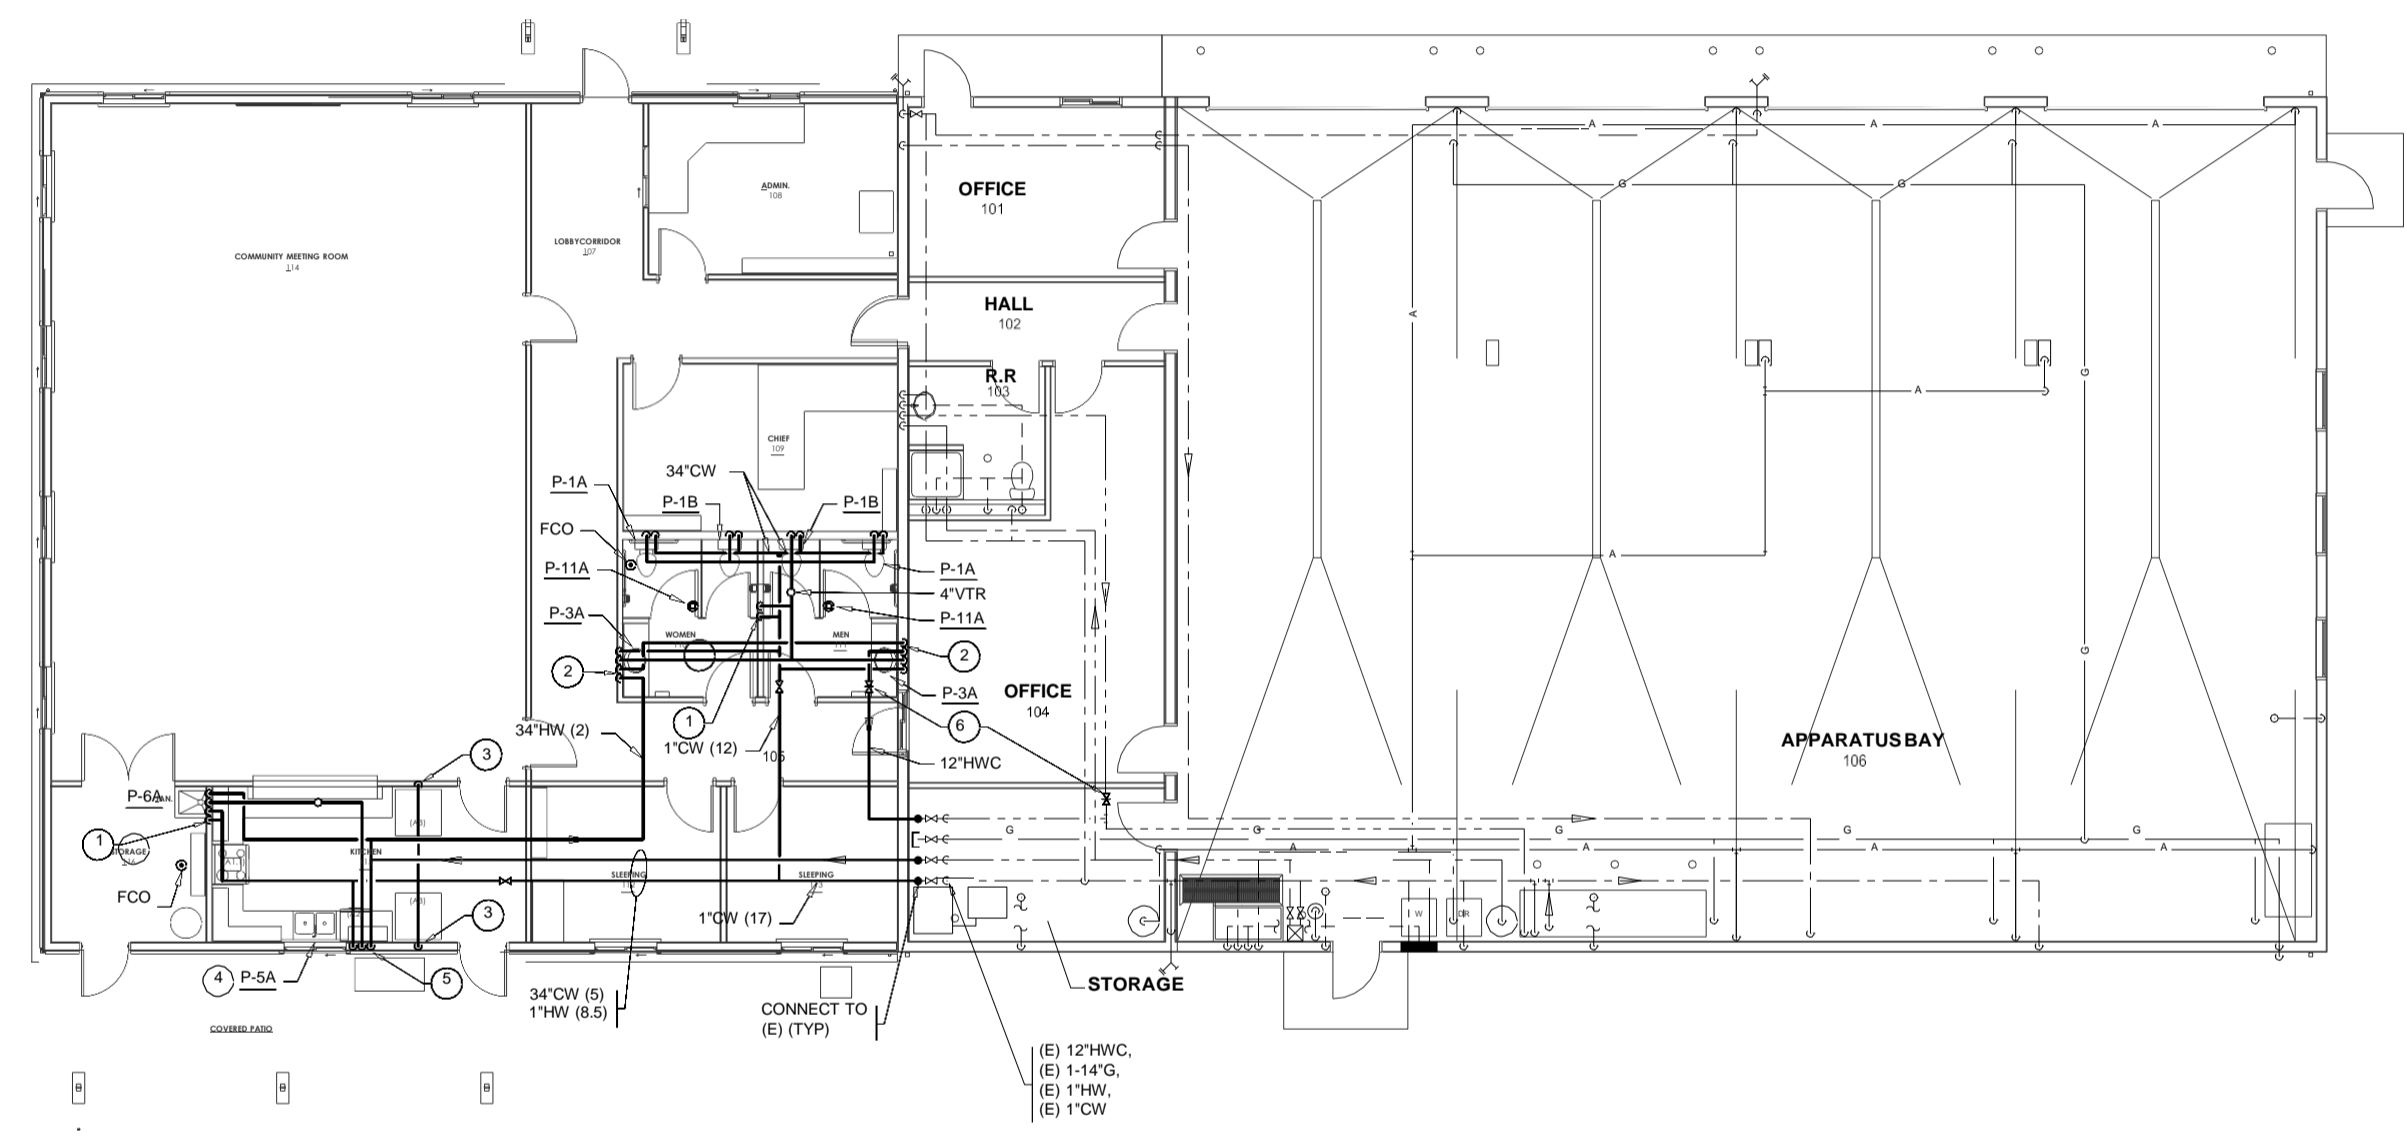 OFFICE
101
ADMIN.
108
LOBBYCORRIDOR
107
COMMUNITY MEETING ROOM
114
HALL
102
R.R
103
CHIEF
109
34"CW
P-1A
P-1B
P-1B
FCO
P-11A
P-1A
4"VTR
P-11A
P-3A
WOMEN
MEN
2
2
P-3A
OFFICE
104
1
6
34"HW (2)
1"CW (12)
105
12"HWC
3
APPARATUS BAY
106
P-6A
1
STORAGE
KITCHEN
SLEEPING
SLEEPING
FCO
3
1"CW (17)
W
DR
4
P-5A
5
34"CW (5)
1"HW (8.5)
CONNECT TO
(E) (TYP)
STORAGE
COVERED PATIO
(E) 12"HWC,
(E) 1-14"G,
(E) 1"HW,
(E) 1"CW
A
A
A
G
G
A
G
A
A
G
G
G
G
G
G
A
A
A
A